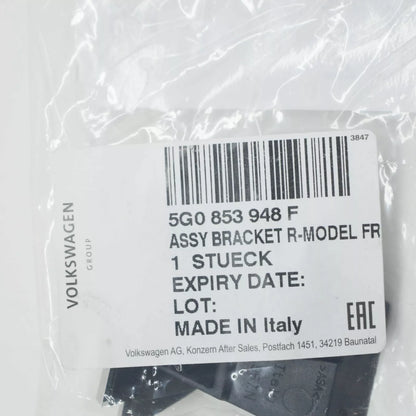 3847
VOLKSWAGEN
GROUP
5G0 853 948 F
ASSY BRACKET R-MODEL FR
1 STUECK
EXPIRY DATE:
LOT:
MADE IN Italy
EAC
Volkswagen AG, Konzern After Sales, Postfach 1451, 34219 Baunatal